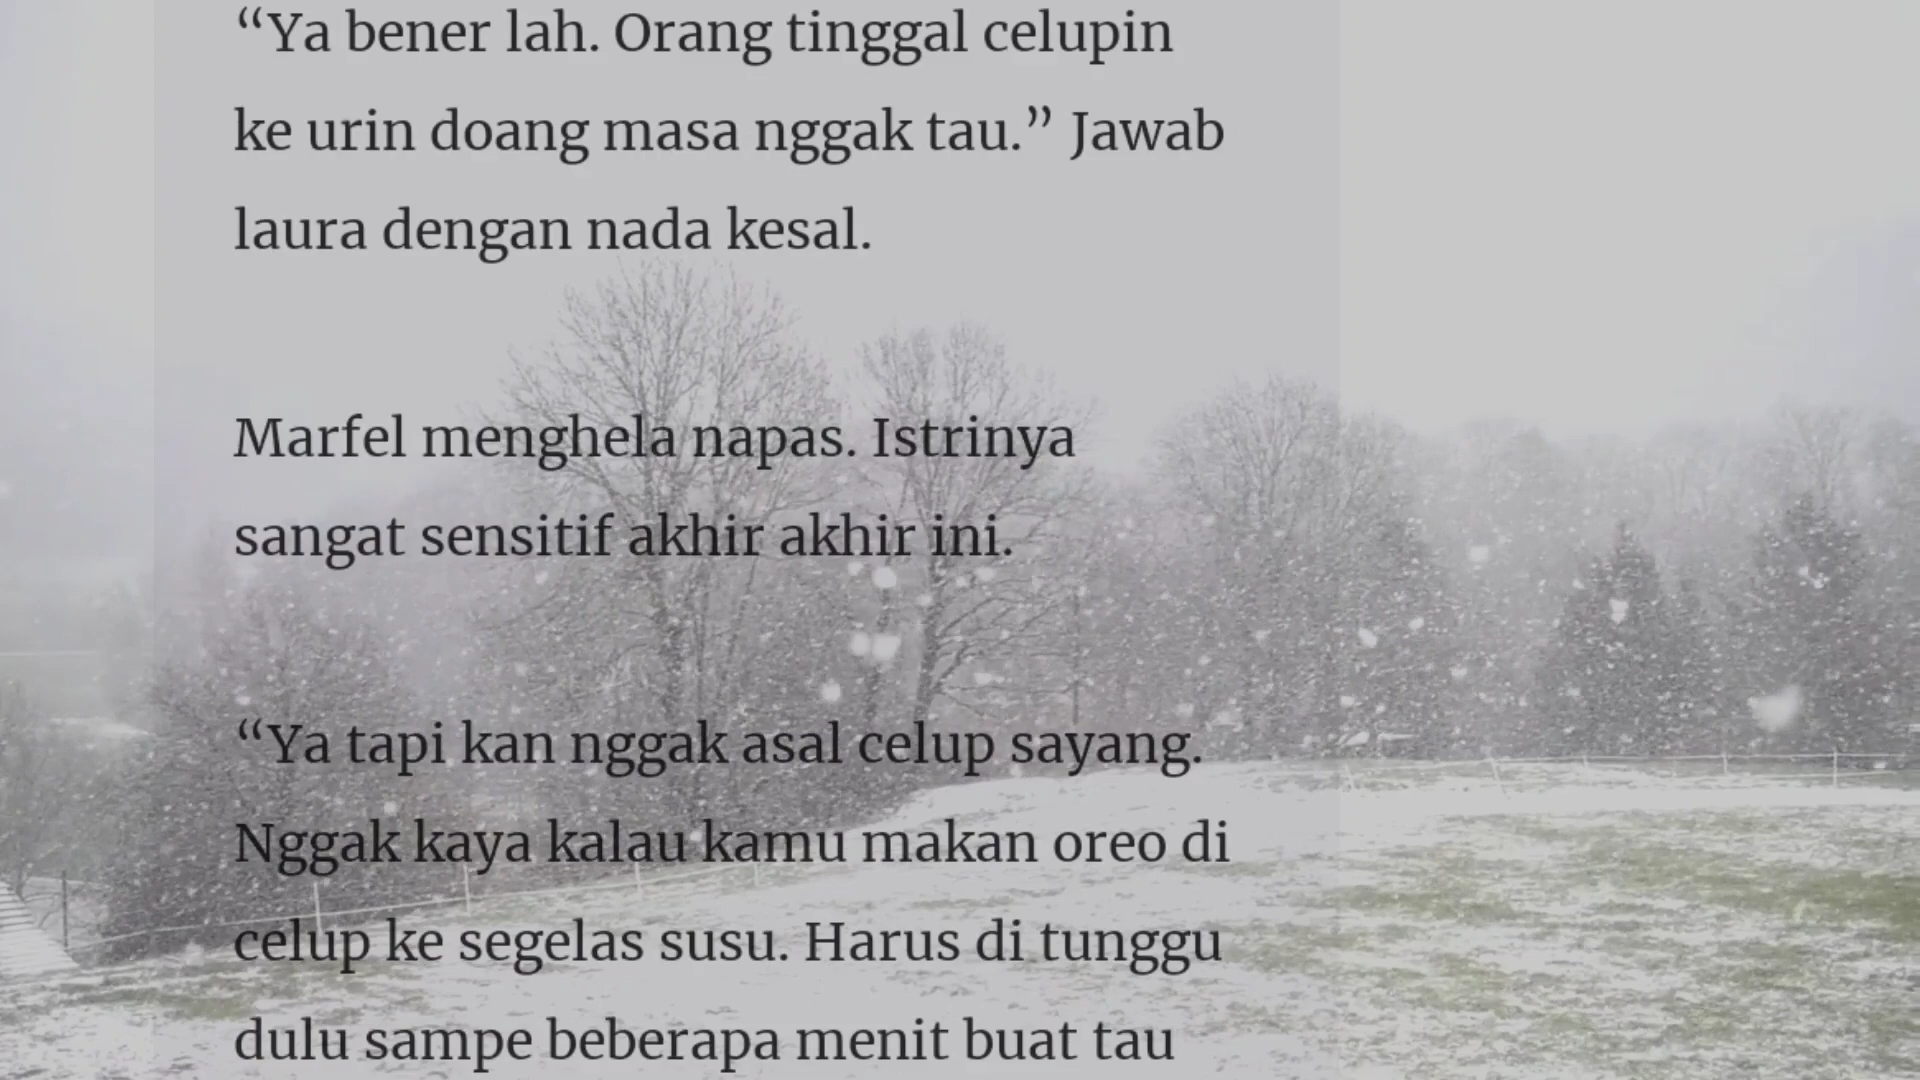 “Ya bener lah. Orang tinggal celupin
ke urin doang masa nggak tau.” Jawab
laura dengan nada kesal.
Marfel menghela napas. Istrinya
sangat sensitif akhir akhir ini.
“Ya tapi kan nggak asal celup sayang.
Nggak kaya kalau kamu makan oreo di
celup ke segelas susu. Harus di tunggu
dulu sampe beberapa menit buat tau